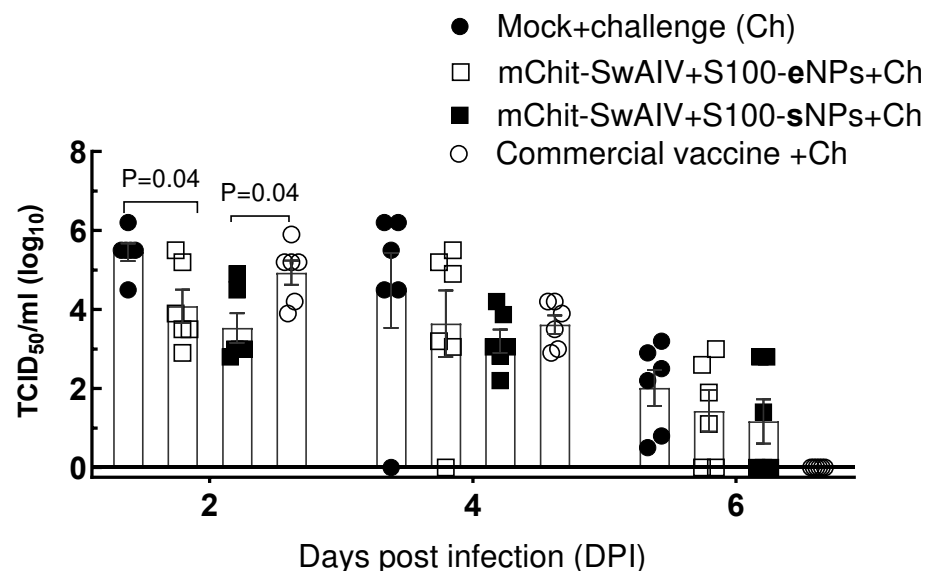 Mock+challenge (Ch)
mChit-SwAIV+S100-eNPs+Ch
mChit-SwAIV+S100-sNPs+Ch
Commercial vaccine +Ch
8
6
4
2
0
TCID50/ml (log10)
P=0.04
P=0.04
2
4
6
Days post infection (DPI)